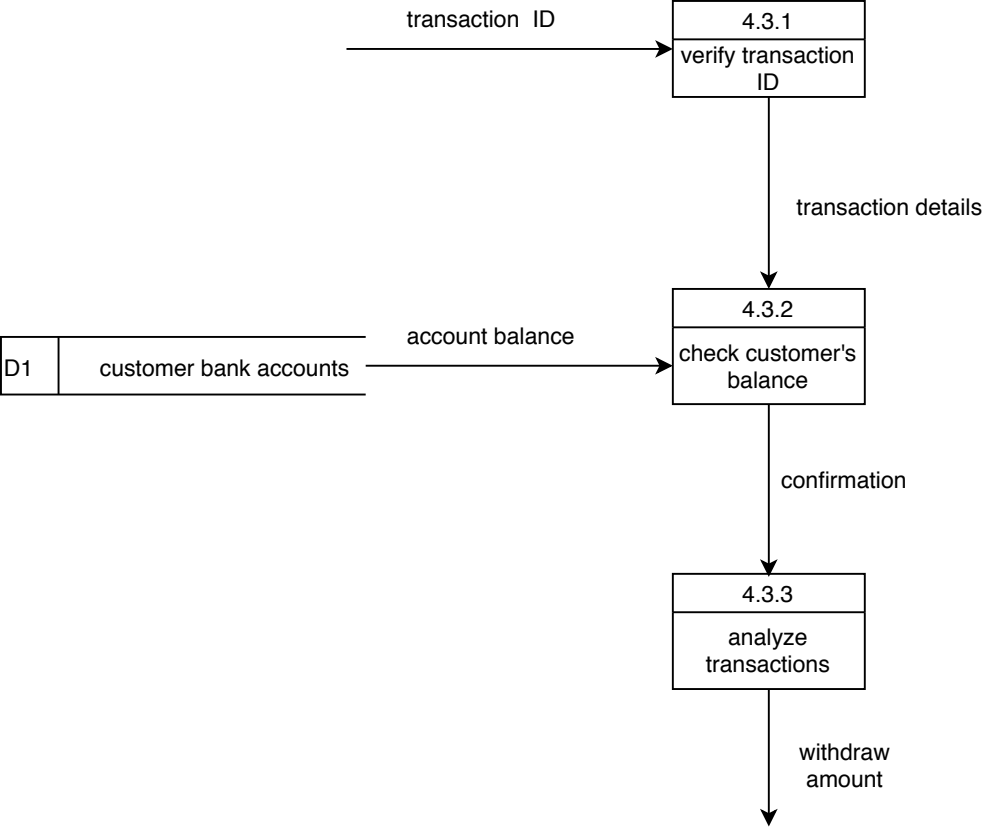 transaction ID
4.3.1
verify transaction
ID
transaction details
4.3.2
account balance
check customer's
balance
D1
customer bank accounts
confirmation
4.3.3
analyze
transactions
withdraw
amount